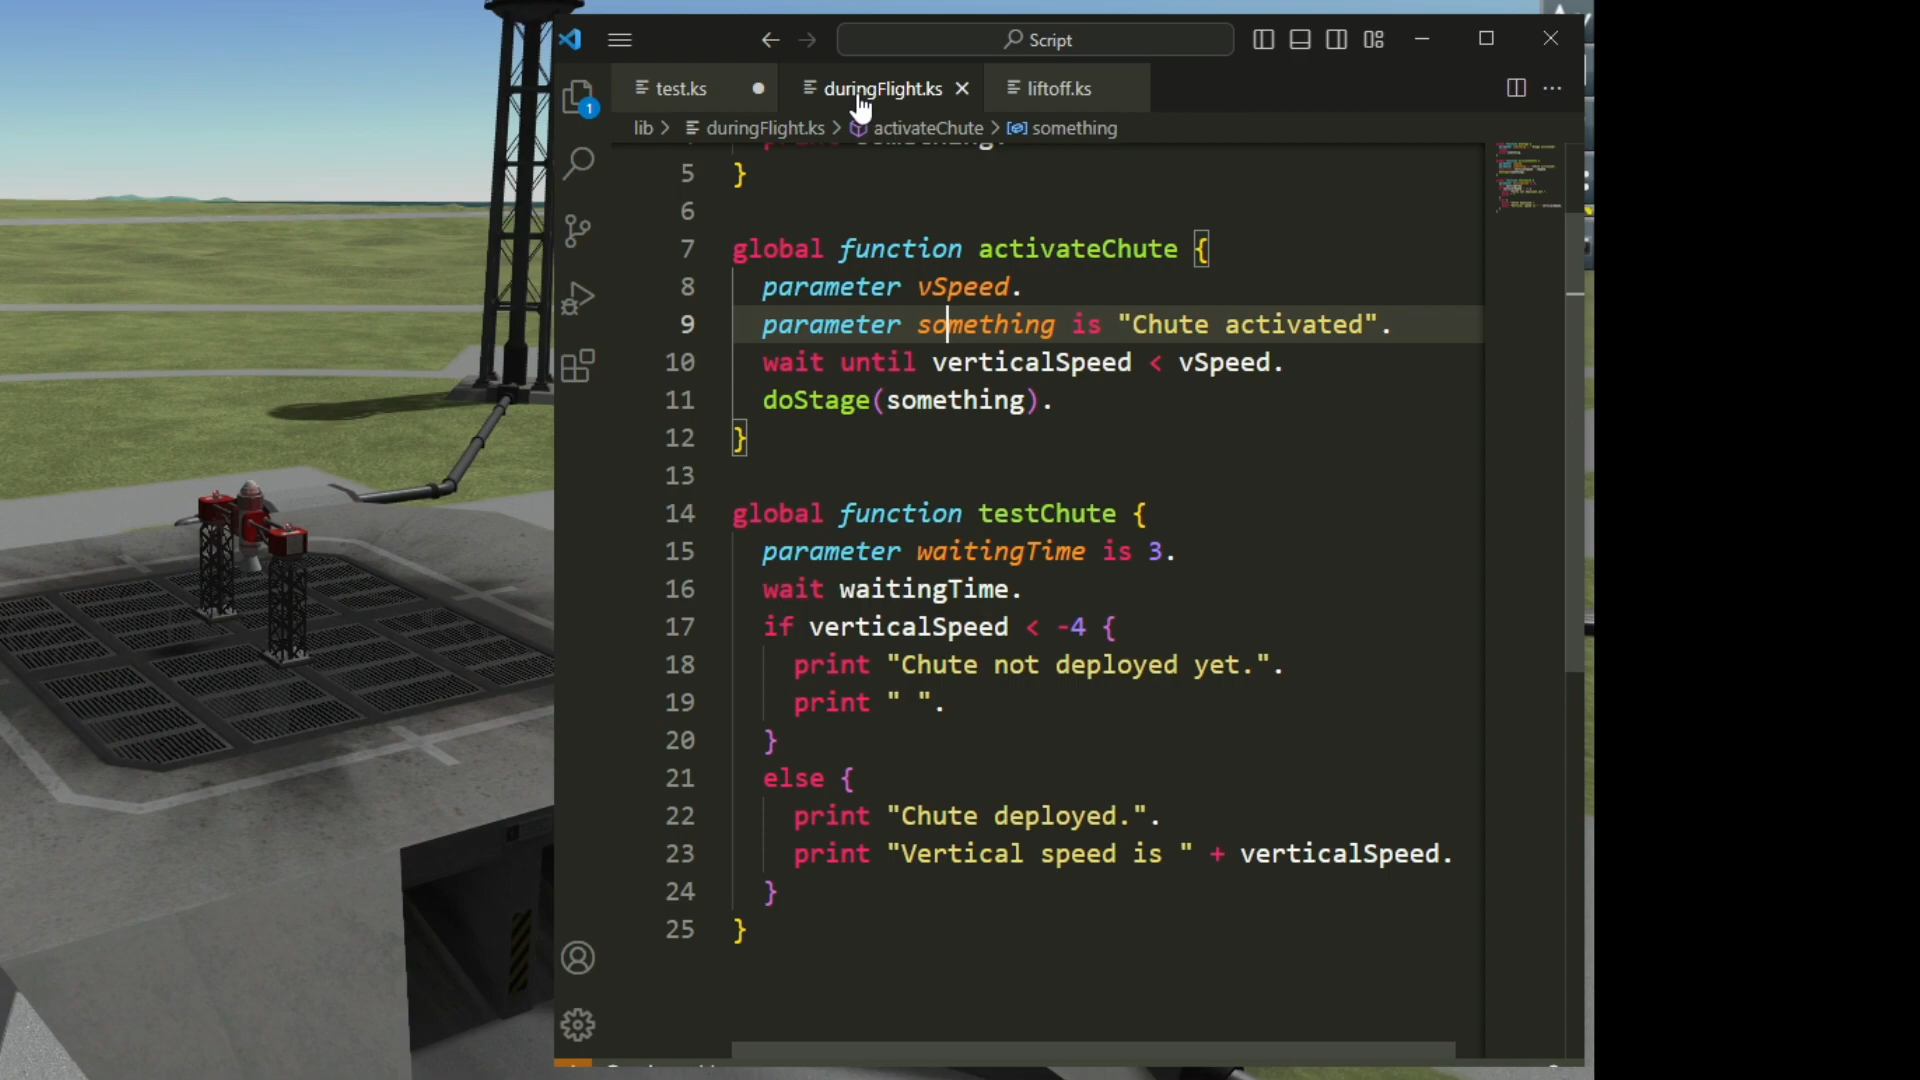 Script
test.ks
duringFlight.ks
liftoff.ks
1
lib > duringFlight.ks > activateChute > something
5 }
6
7 global function activateChute {
8 parameter vSpeed.
9 parameter something is "Chute activated".
10 wait until verticalSpeed < vSpeed.
11 doStage(something).
12 }
13
14 global function testChute {
15 parameter waitingTime is 3.
16 wait waitingTime.
17 if verticalSpeed < -4 {
18 print "Chute not deployed yet.".
19 print " ".
20 }
21 else {
22 print "Chute deployed.".
23 print "Vertical speed is " + verticalSpeed.
24 }
25 }